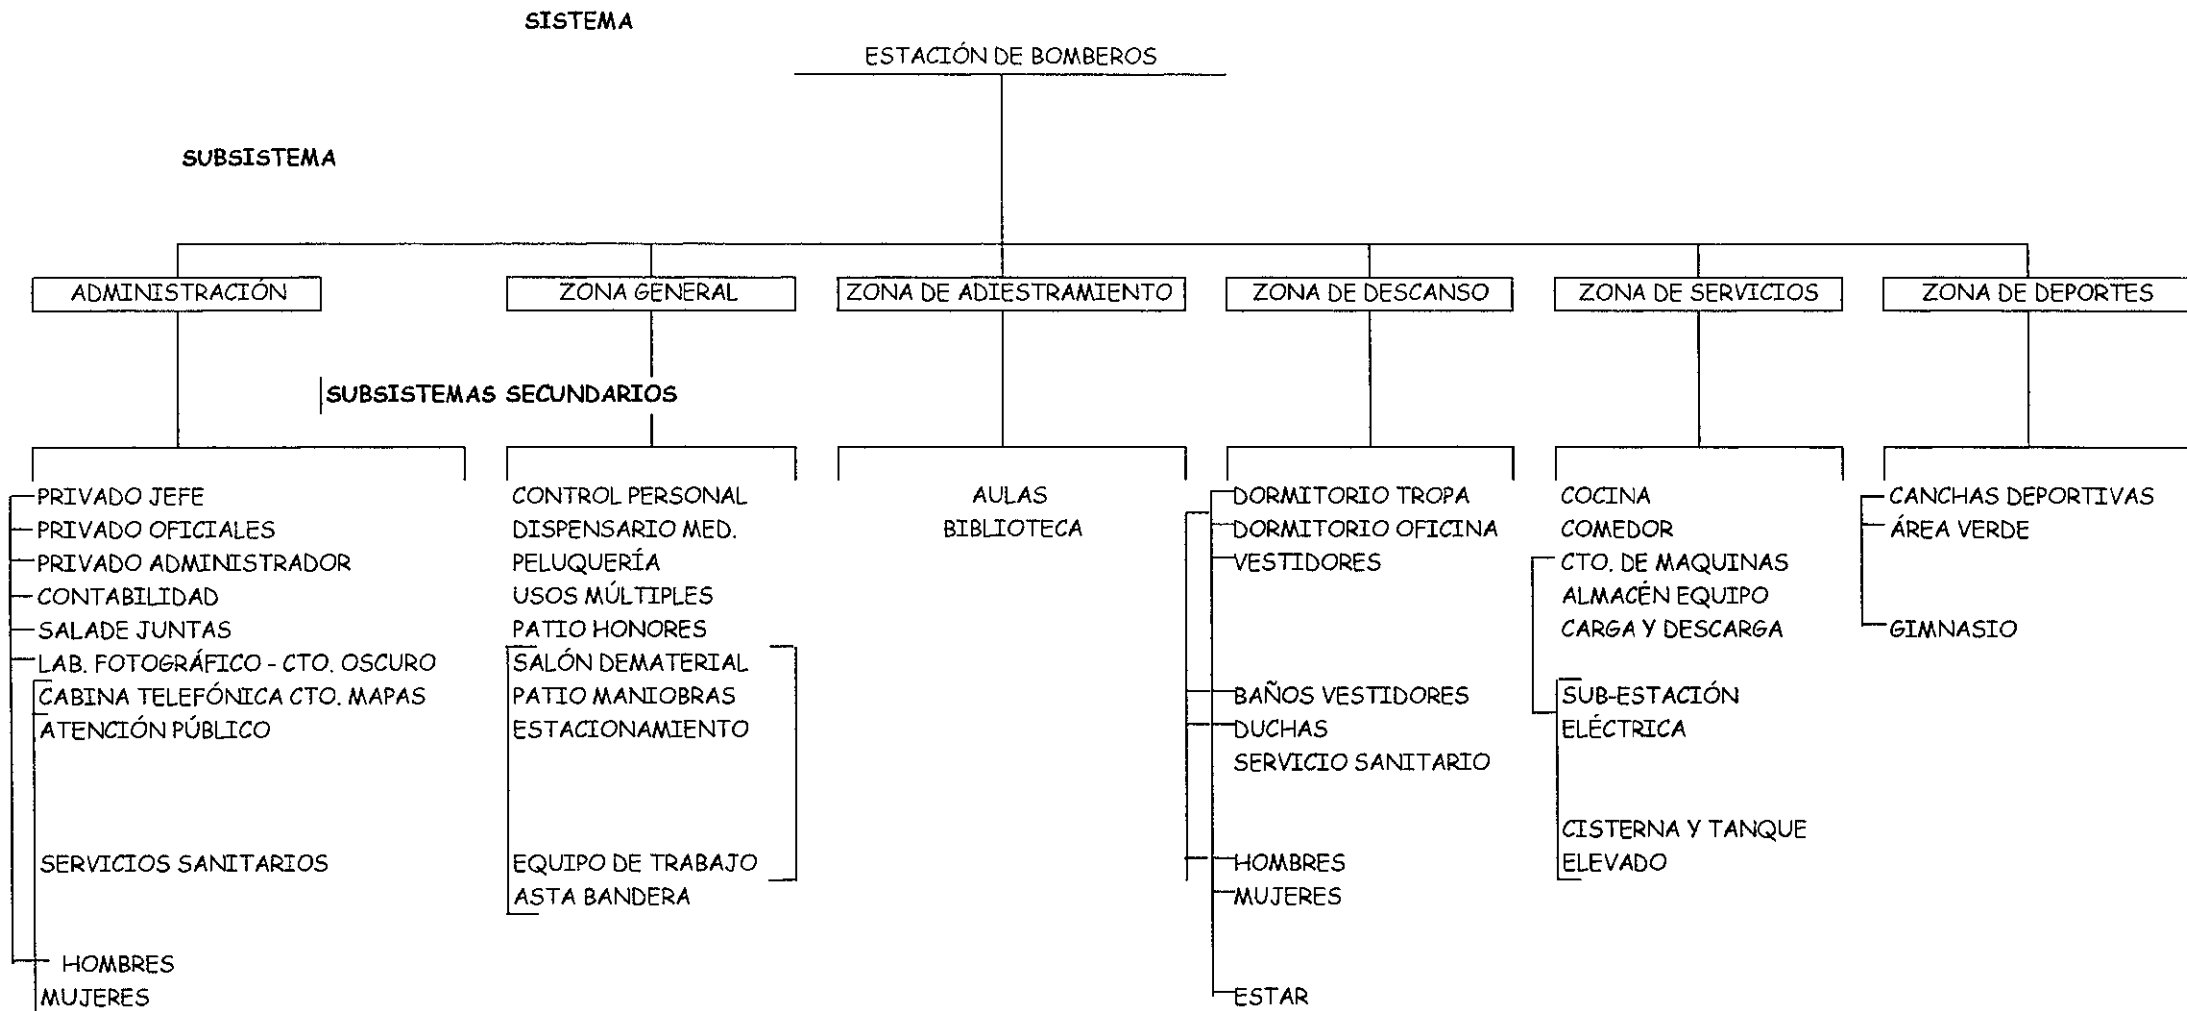 SISTEMA
ESTACIÓN DE BOMBEROS
SUBSISTEMA
ADMINISTRACIÓN
ZONA GENERAL
ZONA DE ADIESTRAMIENTO
ZONA DE DESCANSO
ZONA DE SERVICIOS
ZONA DE DEPORTES
SUBSISTEMAS SECUNDARIOS
PRIVADO JEFE
PRIVADO OFICIALES
PRIVADO ADMINISTRADOR
CONTABILIDAD
SALADE JUNTAS
LAB. FOTOGRÁFICO - CTO. OSCURO
CABINA TELEFÓNICA CTO. MAPAS
ATENCIÓN PÚBLICO
SERVICIOS SANITARIOS
HOMBRES
MUJERES
CONTROL PERSONAL
DISPENSARIO MED.
PELUQUERÍA
USOS MÚLTIPLES
PATIO HONORES
SALÓN DEMATERIAL
PATIO MANIOBRAS
ESTACIONAMIENTO
EQUIPO DE TRABAJO
ASTA BANDERA
AULAS
BIBLIOTECA
DORMITORIO TROPA
DORMITORIO OFICINA
VESTIDORES
BAÑOS VESTIDORES
DUCHAS
SERVICIO SANITARIO
HOMBRES
MUJERES
ESTAR
COCINA
COMEDOR
CTO. DE MAQUINAS
ALMACÉN EQUIPO
CARGA Y DESCARGA
SUB-ESTACIÓN
ELÉCTRICA
CISTERNA Y TANQUE
ELEVADO
CANCHAS DEPORTIVAS
ÁREA VERDE
GIMNASIO